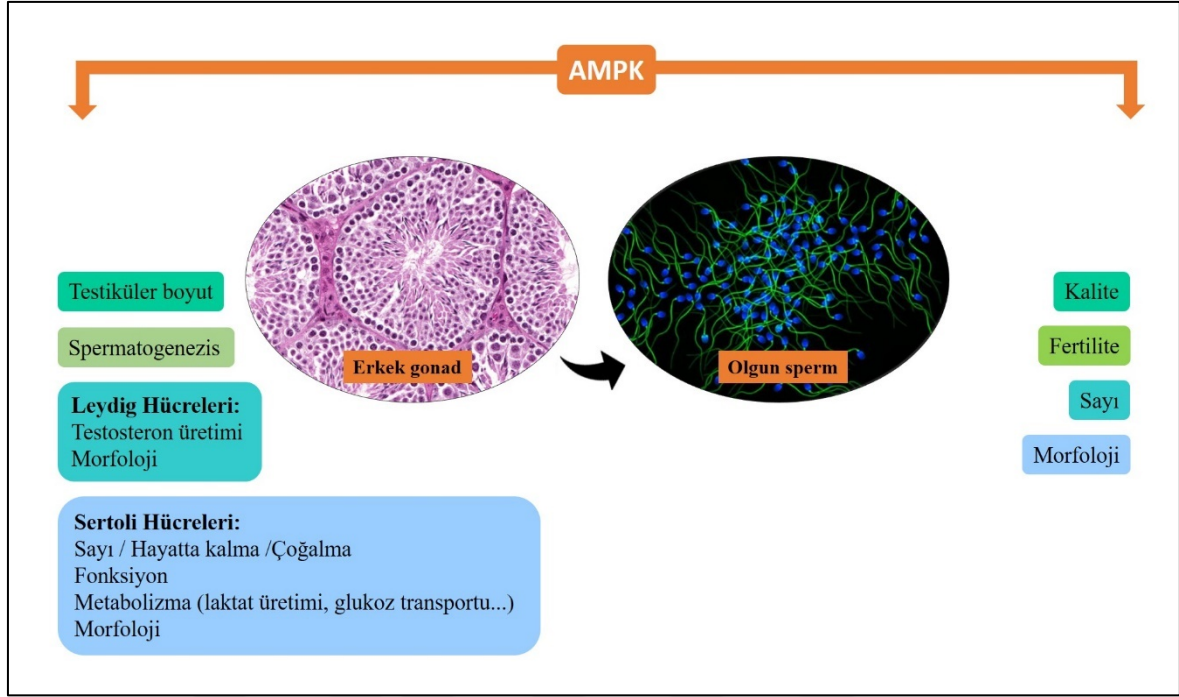 AMPK
Erkek gonad
Olgun sperm
Testiküler boyut
Spermatogenezis
Leydig Hücreleri:
Testosteron üretimi
Morfoloji
Sertoli Hücreleri:
Sayı / Hayatta kalma /Çoğalma
Fonksiyon
Metabolizma (laktat üretimi, glukoz transportu...)
Morfoloji
Kalite
Fertilite
Sayı
Morfoloji